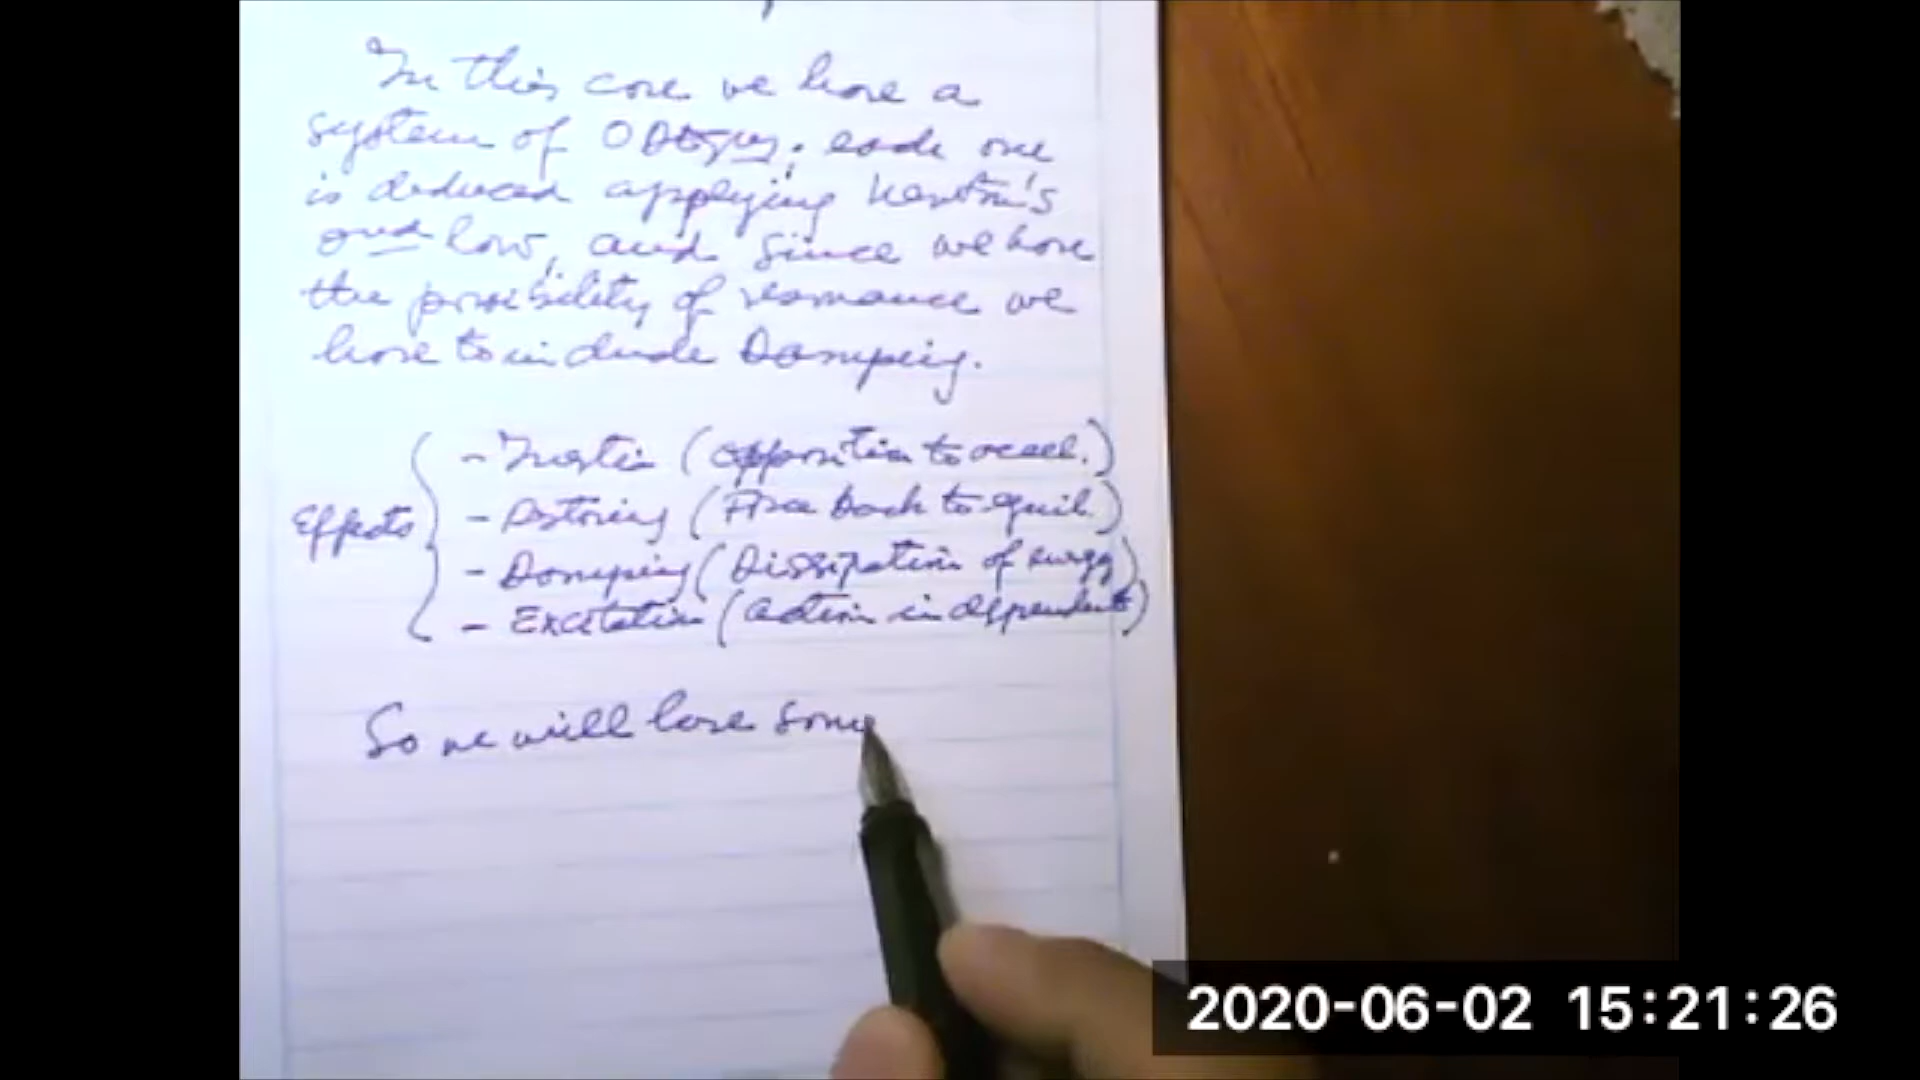 In this case we have a
system of ODEqs; each one
is deduced applying Newton's
2nd law, and since we have
the possibility of resonance we
have to include Damping.
Effects
- Inertia (opposition to accel.)
- Restoring (Force back to equil.)
- Damping (Dissipation of energy)
- Excitation (action independent)
So we will lose some
2020-06-02 15:21:26